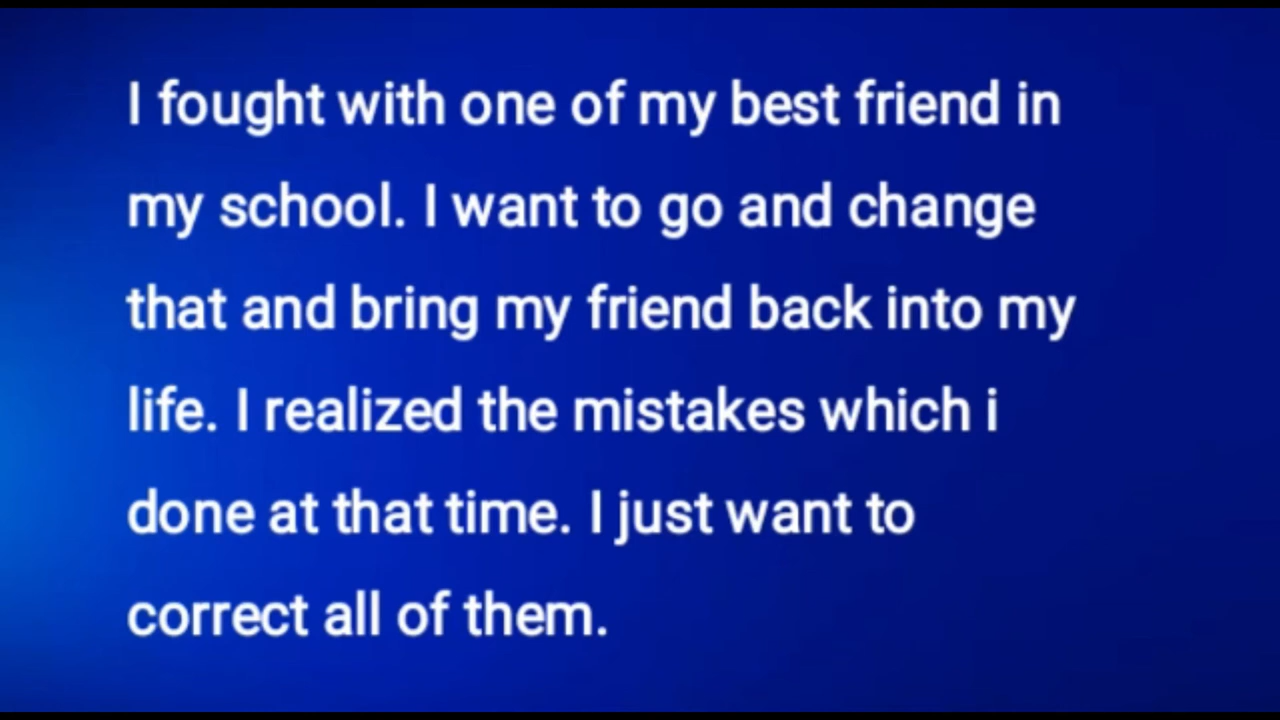 I fought with one of my best friend in
my school. I want to go and change
that and bring my friend back into my
life. I realized the mistakes which i
done at that time. I just want to
correct all of them.